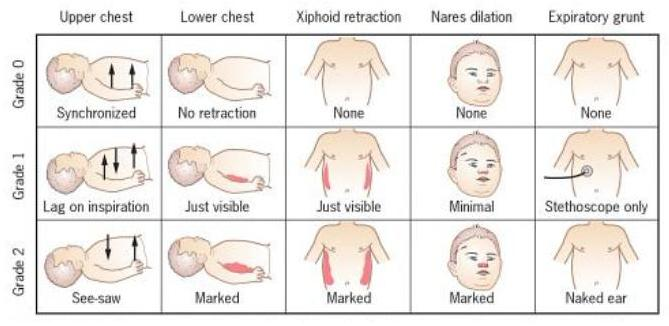 Upper chest Lower chest Xiphoid retraction Nares dilation Expiratory grunt
Grade 0
Synchronized No retraction None None None
Grade 1
Lag on inspiration Just visible Just visible Minimal Stethoscope only
Grade 2
See-saw Marked Marked Marked Naked ear